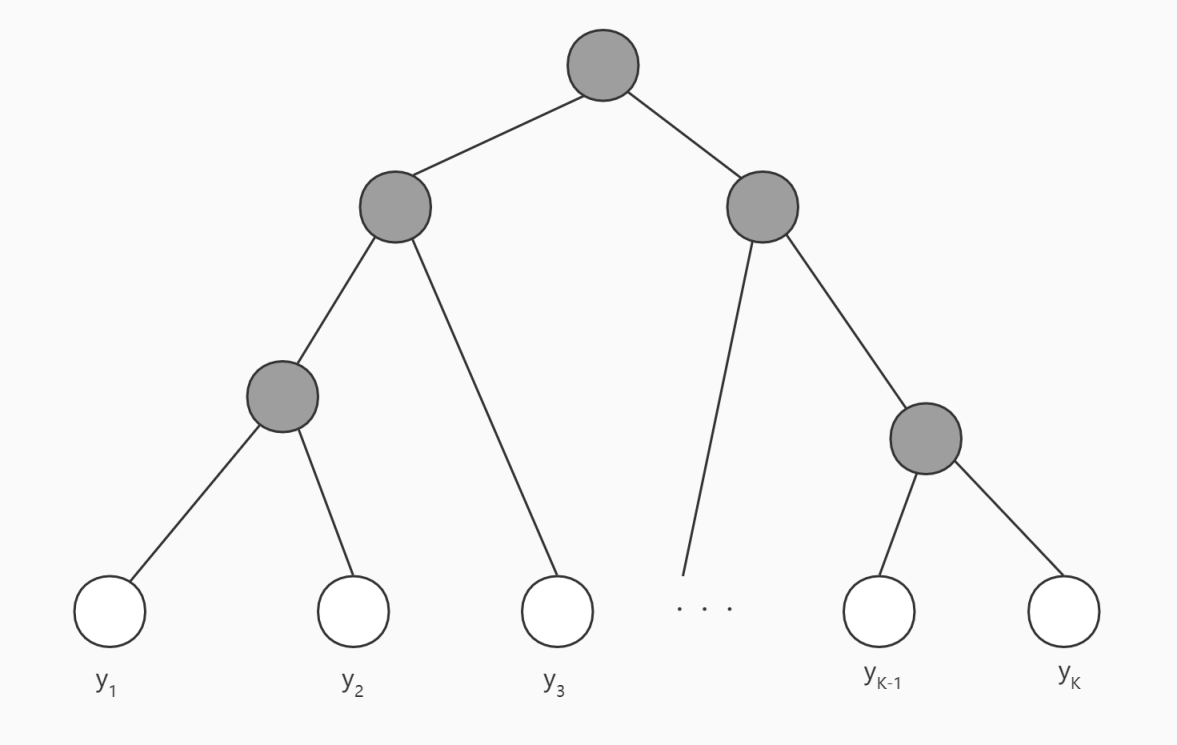 y1 y2 y3 . . . yK-1 yK